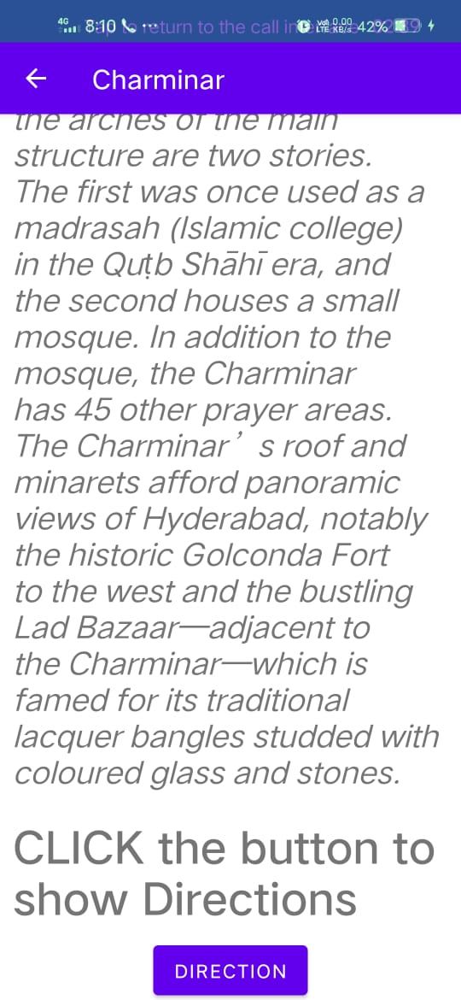 4G 8:10 return to the call in VoD LTE 0.00 KB/s 42%
Charminar
the arches of the main
structure are two stories.
The first was once used as a
madrasah (Islamic college)
in the Quṭb Shāhī era, and
the second houses a small
mosque. In addition to the
mosque, the Charminar
has 45 other prayer areas.
The Charminar’s roof and
minarets afford panoramic
views of Hyderabad, notably
the historic Golconda Fort
to the west and the bustling
Lad Bazaar—adjacent to
the Charminar—which is
famed for its traditional
lacquer bangles studded with
coloured glass and stones.
CLICK the button to
show Directions
DIRECTION